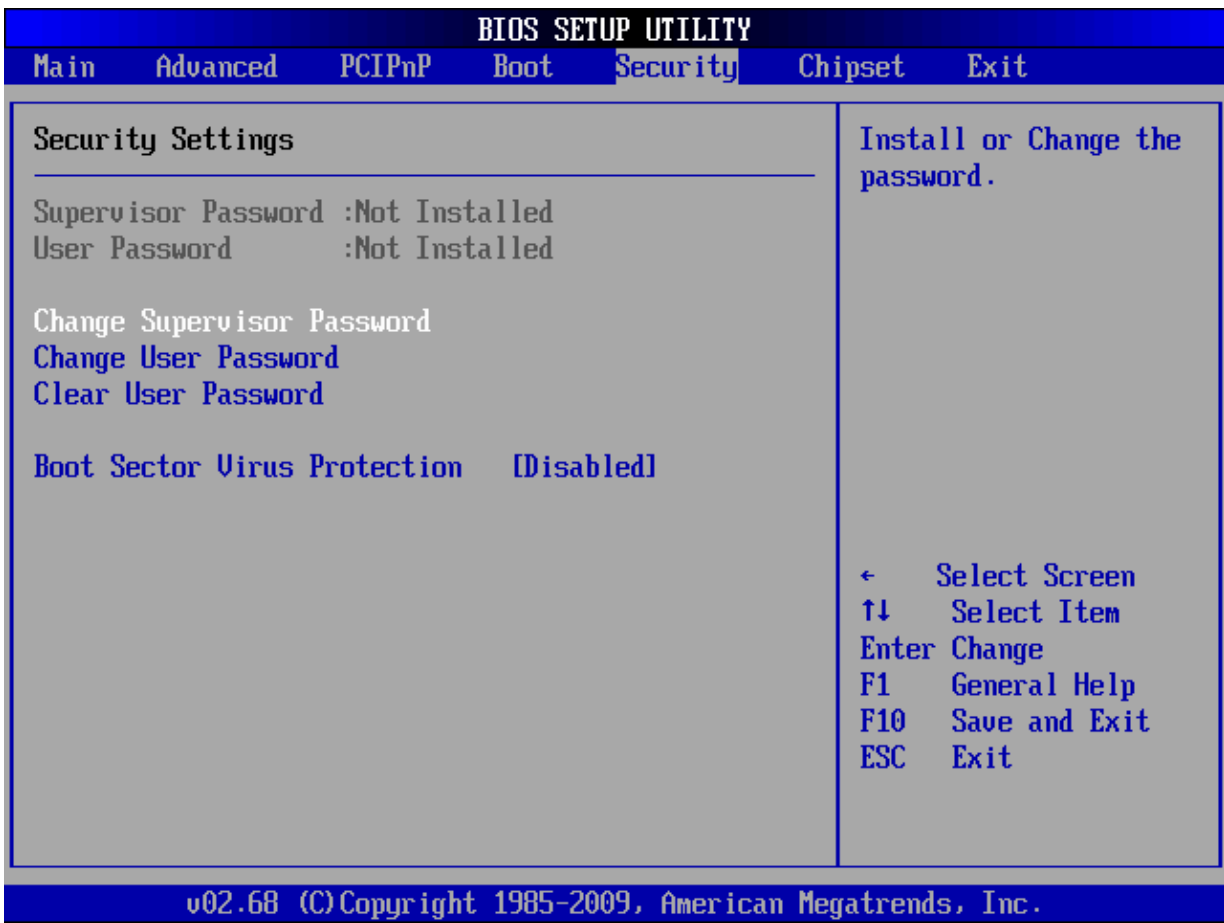 BIOS SETUP UTILITY
Main Advanced PCIPnP Boot Security Chipset Exit
Security Settings
Supervisor Password :Not Installed
User Password :Not Installed
Change Supervisor Password
Change User Password
Clear User Password
Boot Sector Virus Protection [Disabled]
Install or Change the
password.
← Select Screen
↑↓ Select Item
Enter Change
F1 General Help
F10 Save and Exit
ESC Exit
v02.68 (C)Copyright 1985-2009, American Megatrends, Inc.